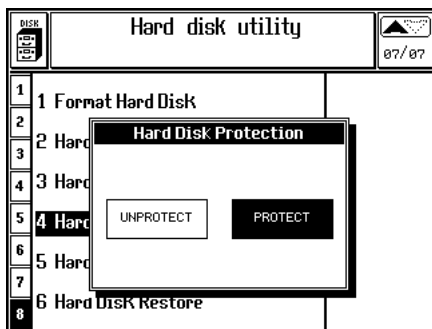 DISK
Hard disk utility
07/07
1
2
3
4
5
6
7
8
1 Format Hard Disk
2 Hard
3 Hard
4 Hard
5 Hard
6 Hard Disk Restore
Hard Disk Protection
UNPROTECT
PROTECT